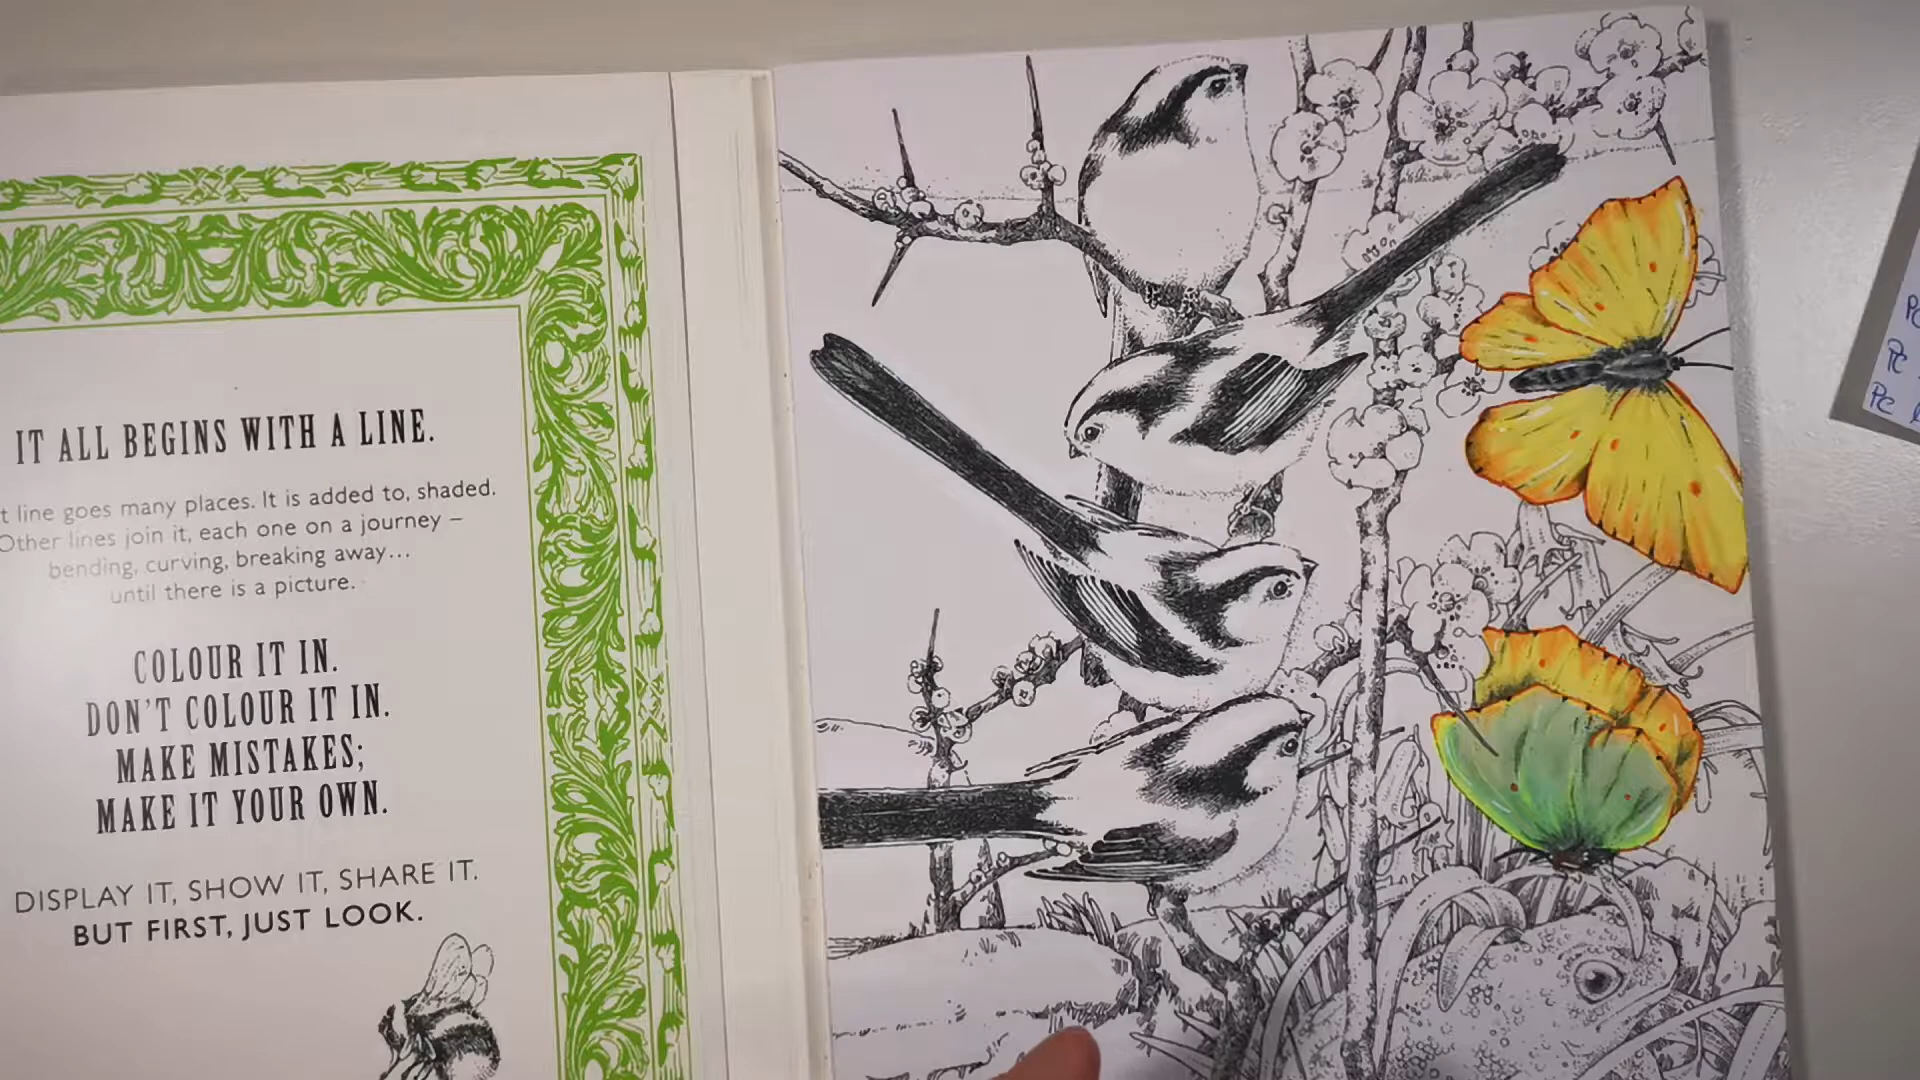 IT ALL BEGINS WITH A LINE.
t line goes many places. It is added to, shaded.
Other lines join it, each one on a journey –
bending, curving, breaking away...
until there is a picture.
COLOUR IT IN.
DON'T COLOUR IT IN.
MAKE MISTAKES;
MAKE IT YOUR OWN.
DISPLAY IT, SHOW IT, SHARE IT.
BUT FIRST, JUST LOOK.
PC
PC